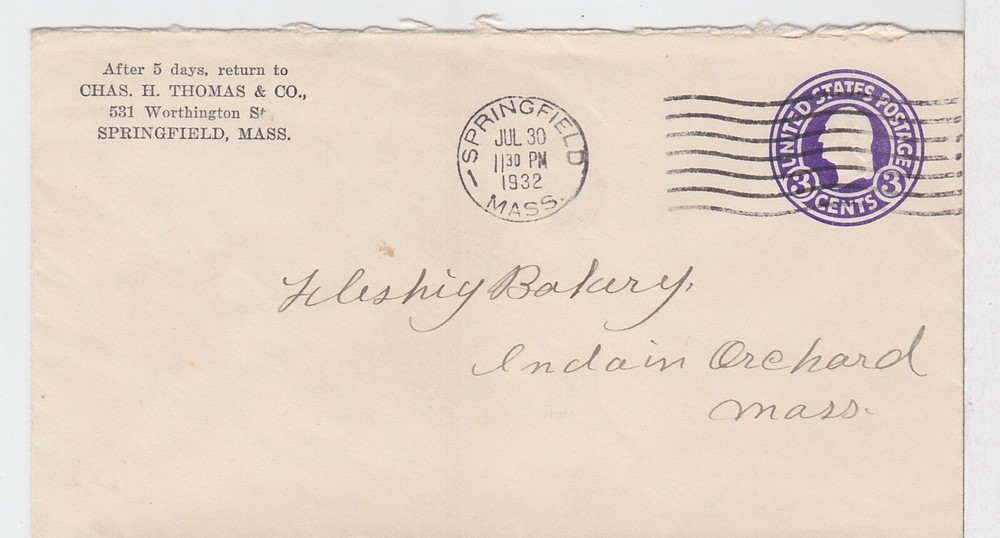 After 5 days, return to
CHAS. H. THOMAS & CO.,
531 Worthington St
SPRINGFIELD, MASS.
SPRINGFIELD
JUL 30
11 30 PM
1932
MASS.
UNITED STATES POSTAGE
3 3
CENTS
Bakery,
Indain Orchard
Mass.